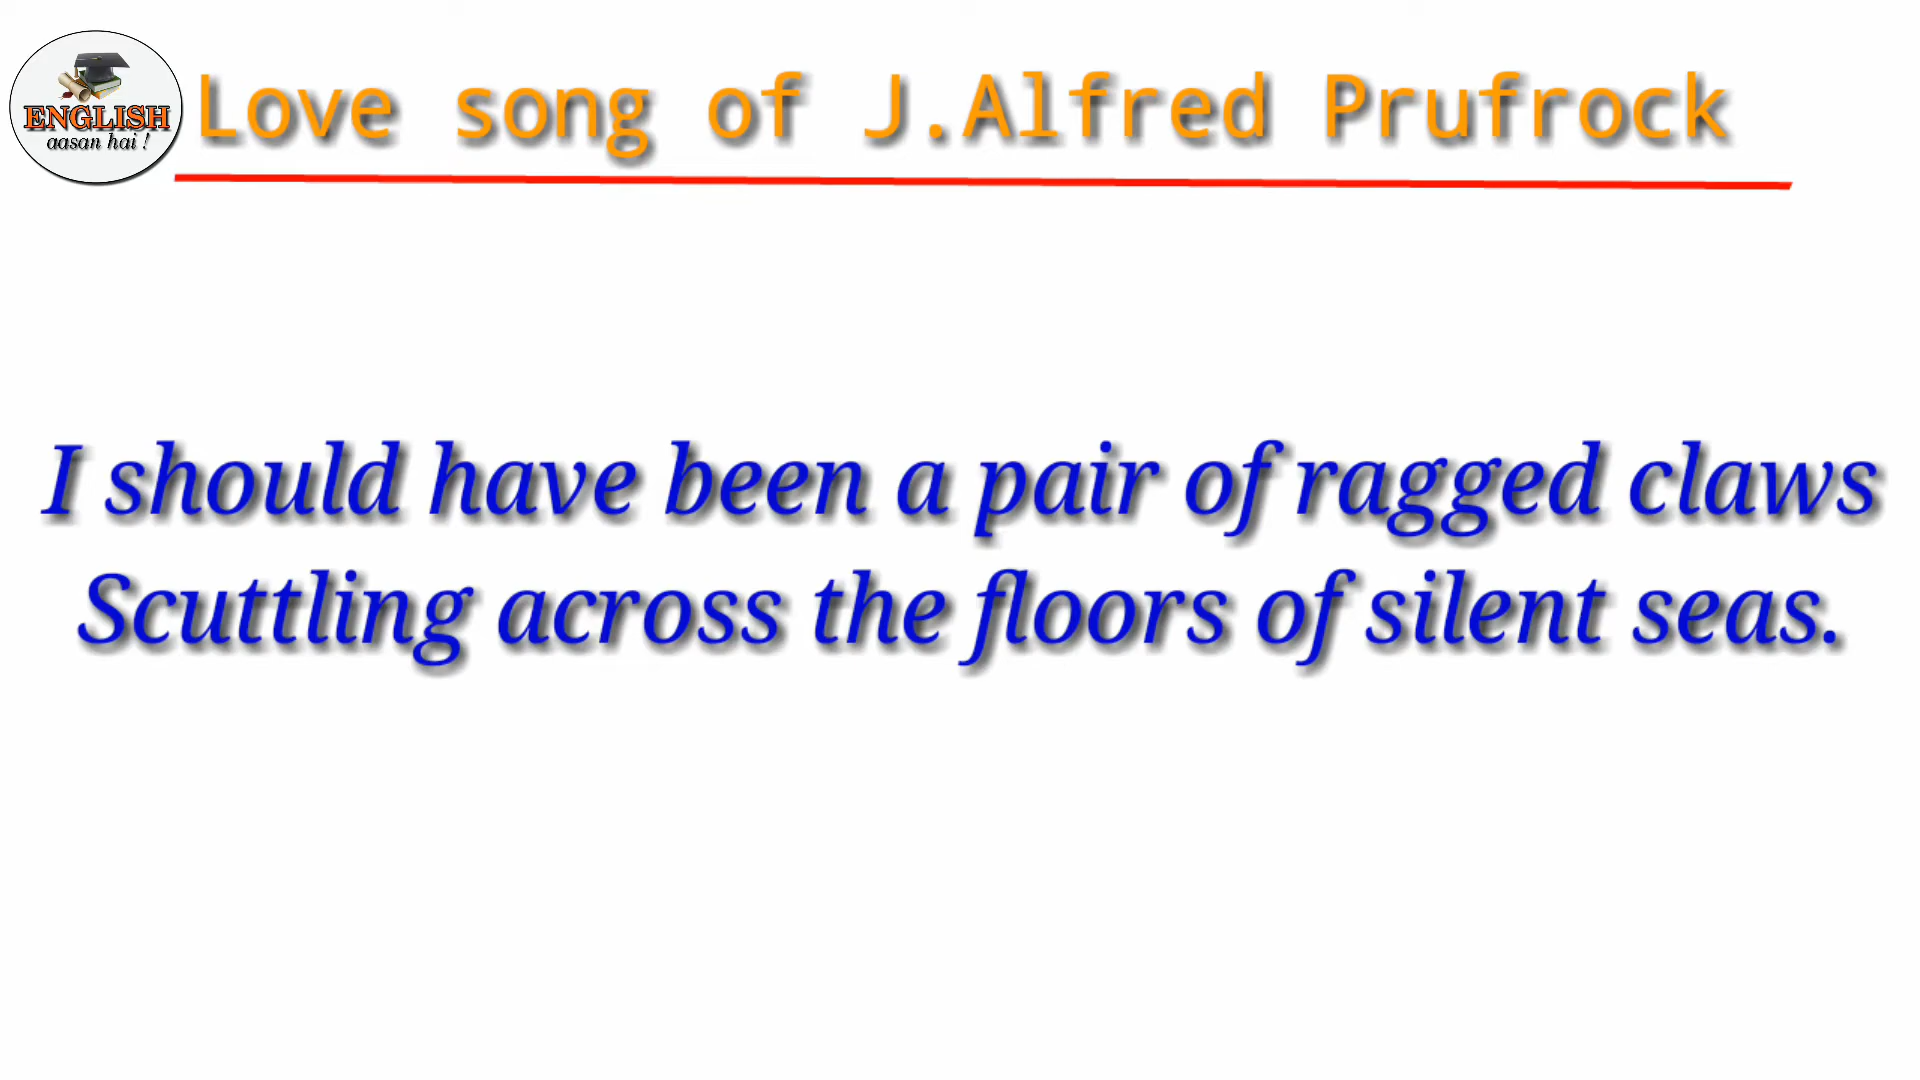 ENGLISH
aasan hai !
Love song of J.Alfred Prufrock
I should have been a pair of ragged claws
Scuttling across the floors of silent seas.